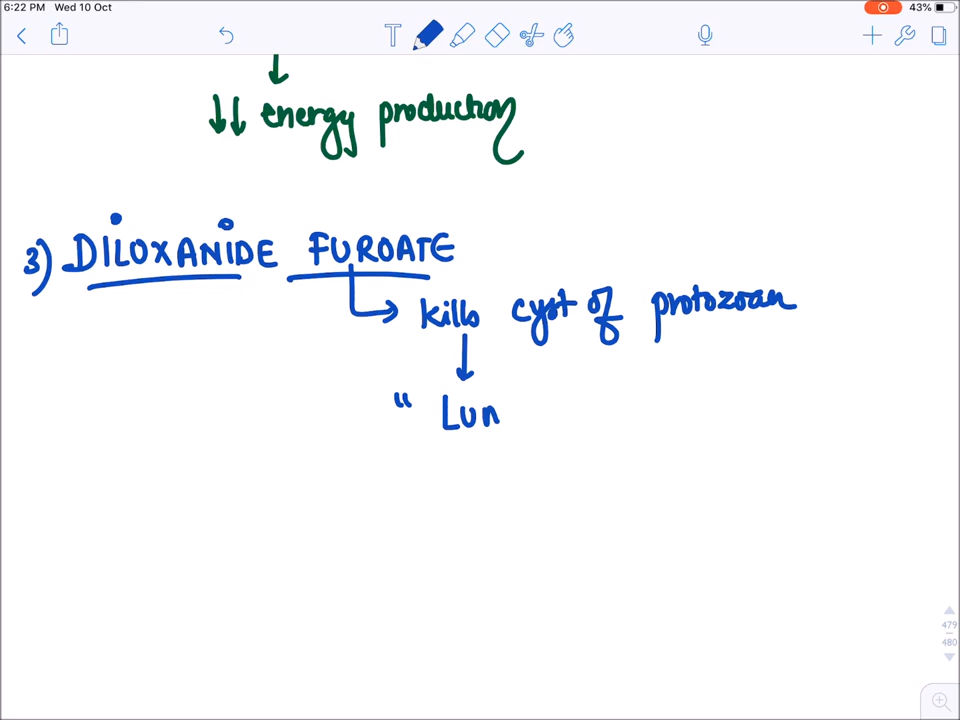 6:22 PM Wed 10 Oct 43%
T
↓
↓↓ energy production
3) DILOXANIDE FUROATE
→ kills cyst of protozoan
↓
“ Lun
479
480